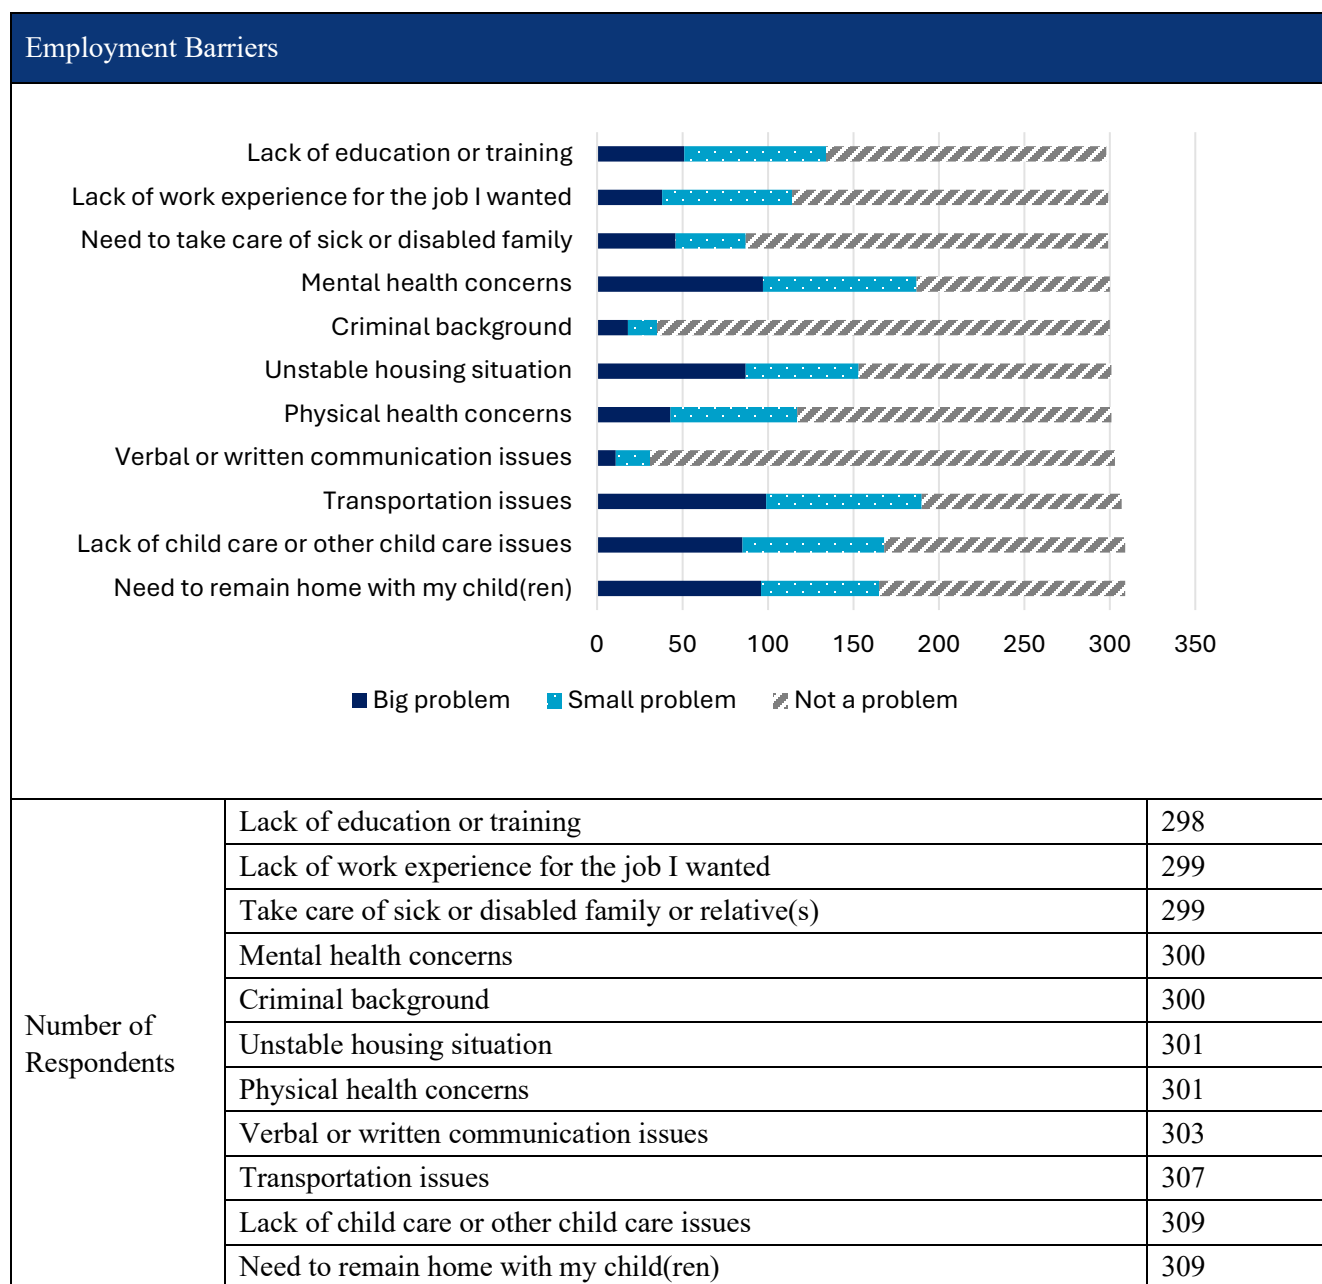 Employment Barriers
Lack of education or training
Lack of work experience for the job I wanted
Need to take care of sick or disabled family
Mental health concerns
Criminal background
Unstable housing situation
Physical health concerns
Verbal or written communication issues
Transportation issues
Lack of child care or other child care issues
Need to remain home with my child(ren)
0 50 100 150 200 250 300 350
Big problem Small problem Not a problem
Number of
Respondents
Lack of education or training 298
Lack of work experience for the job I wanted 299
Take care of sick or disabled family or relative(s) 299
Mental health concerns 300
Criminal background 300
Unstable housing situation 301
Physical health concerns 301
Verbal or written communication issues 303
Transportation issues 307
Lack of child care or other child care issues 309
Need to remain home with my child(ren) 309